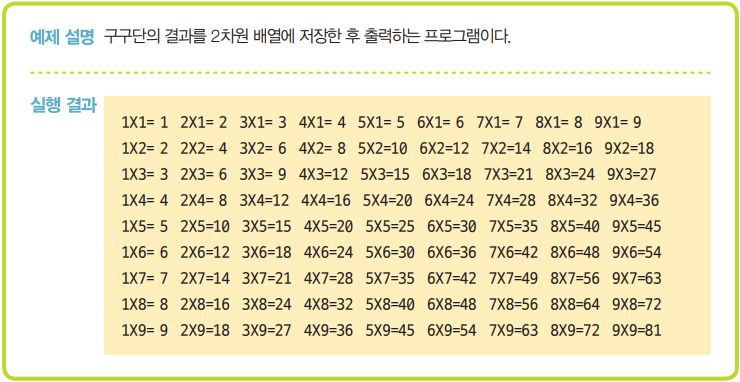 예제 설명 구구단의 결과를 2차원 배열에 저장한 후 출력하는 프로그램이다.
실행 결과
1X1= 1 2X1= 2 3X1= 3 4X1= 4 5X1= 5 6X1= 6 7X1= 7 8X1= 8 9X1= 9
1X2= 2 2X2= 4 3X2= 6 4X2= 8 5X2=10 6X2=12 7X2=14 8X2=16 9X2=18
1X3= 3 2X3= 6 3X3= 9 4X3=12 5X3=15 6X3=18 7X3=21 8X3=24 9X3=27
1X4= 4 2X4= 8 3X4=12 4X4=16 5X4=20 6X4=24 7X4=28 8X4=32 9X4=36
1X5= 5 2X5=10 3X5=15 4X5=20 5X5=25 6X5=30 7X5=35 8X5=40 9X5=45
1X6= 6 2X6=12 3X6=18 4X6=24 5X6=30 6X6=36 7X6=42 8X6=48 9X6=54
1X7= 7 2X7=14 3X7=21 4X7=28 5X7=35 6X7=42 7X7=49 8X7=56 9X7=63
1X8= 8 2X8=16 3X8=24 4X8=32 5X8=40 6X8=48 7X8=56 8X8=64 9X8=72
1X9= 9 2X9=18 3X9=27 4X9=36 5X9=45 6X9=54 7X9=63 8X9=72 9X9=81